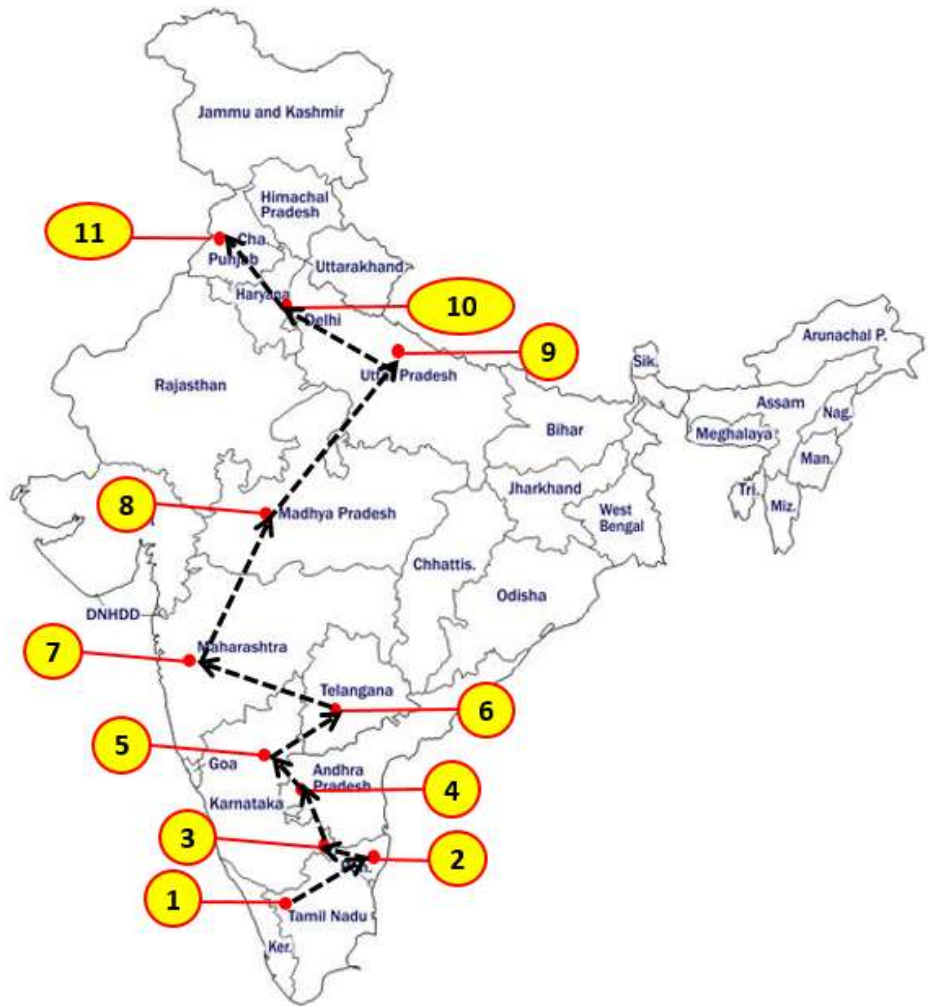 Jammu and Kashmir
Himachal
Pradesh
11
Cha.
Punjab
Uttarakhand
Haryana
10
Delhi
Arunachal P.
9
Sik.
Uttar Pradesh
Rajasthan
Assam
Nag.
Bihar
Meghalaya
Man.
Jharkhand
Tri.
8
Madhya Pradesh
West
Bengal
Miz.
Chhattis.
Odisha
DNHDD
7
Maharashtra
Telangana
6
5
Goa
Andhra
Pradesh
4
Karnataka
3
2
1
Tamil Nadu
Ker.